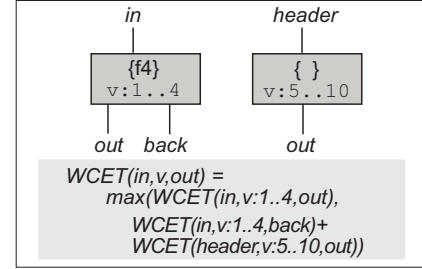 in header
{f4} { }
v:1..4 v:5..10
out back out
WCET(in,v,out) =
max(WCET(in,v:1..4,out),
WCET(in,v:1..4,back)+
WCET(header,v:5..10,out))